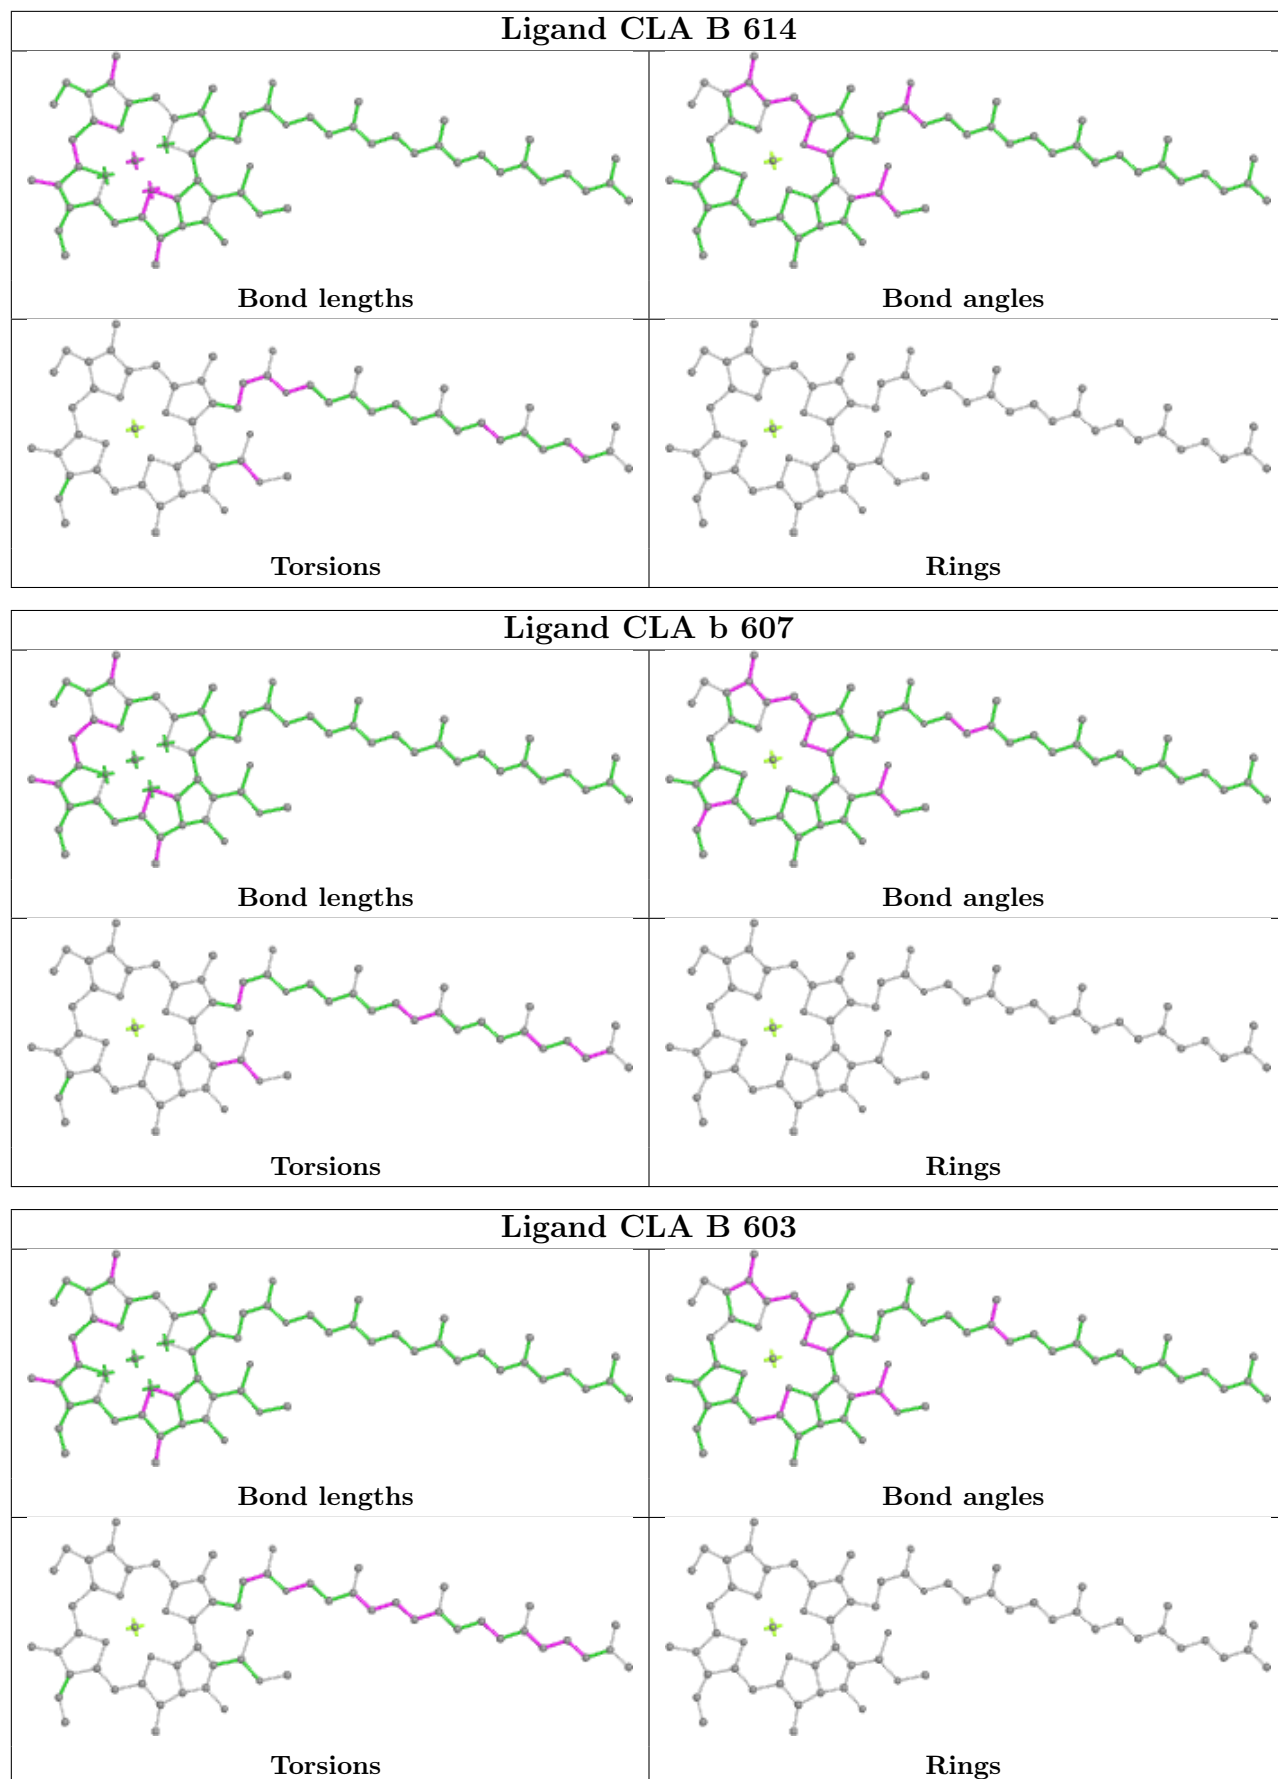 Ligand CLA B 614
Bond lengths
Bond angles
Torsions
Rings
Ligand CLA b 607
Bond lengths
Bond angles
Torsions
Rings
Ligand CLA B 603
Bond lengths
Bond angles
Torsions
Rings